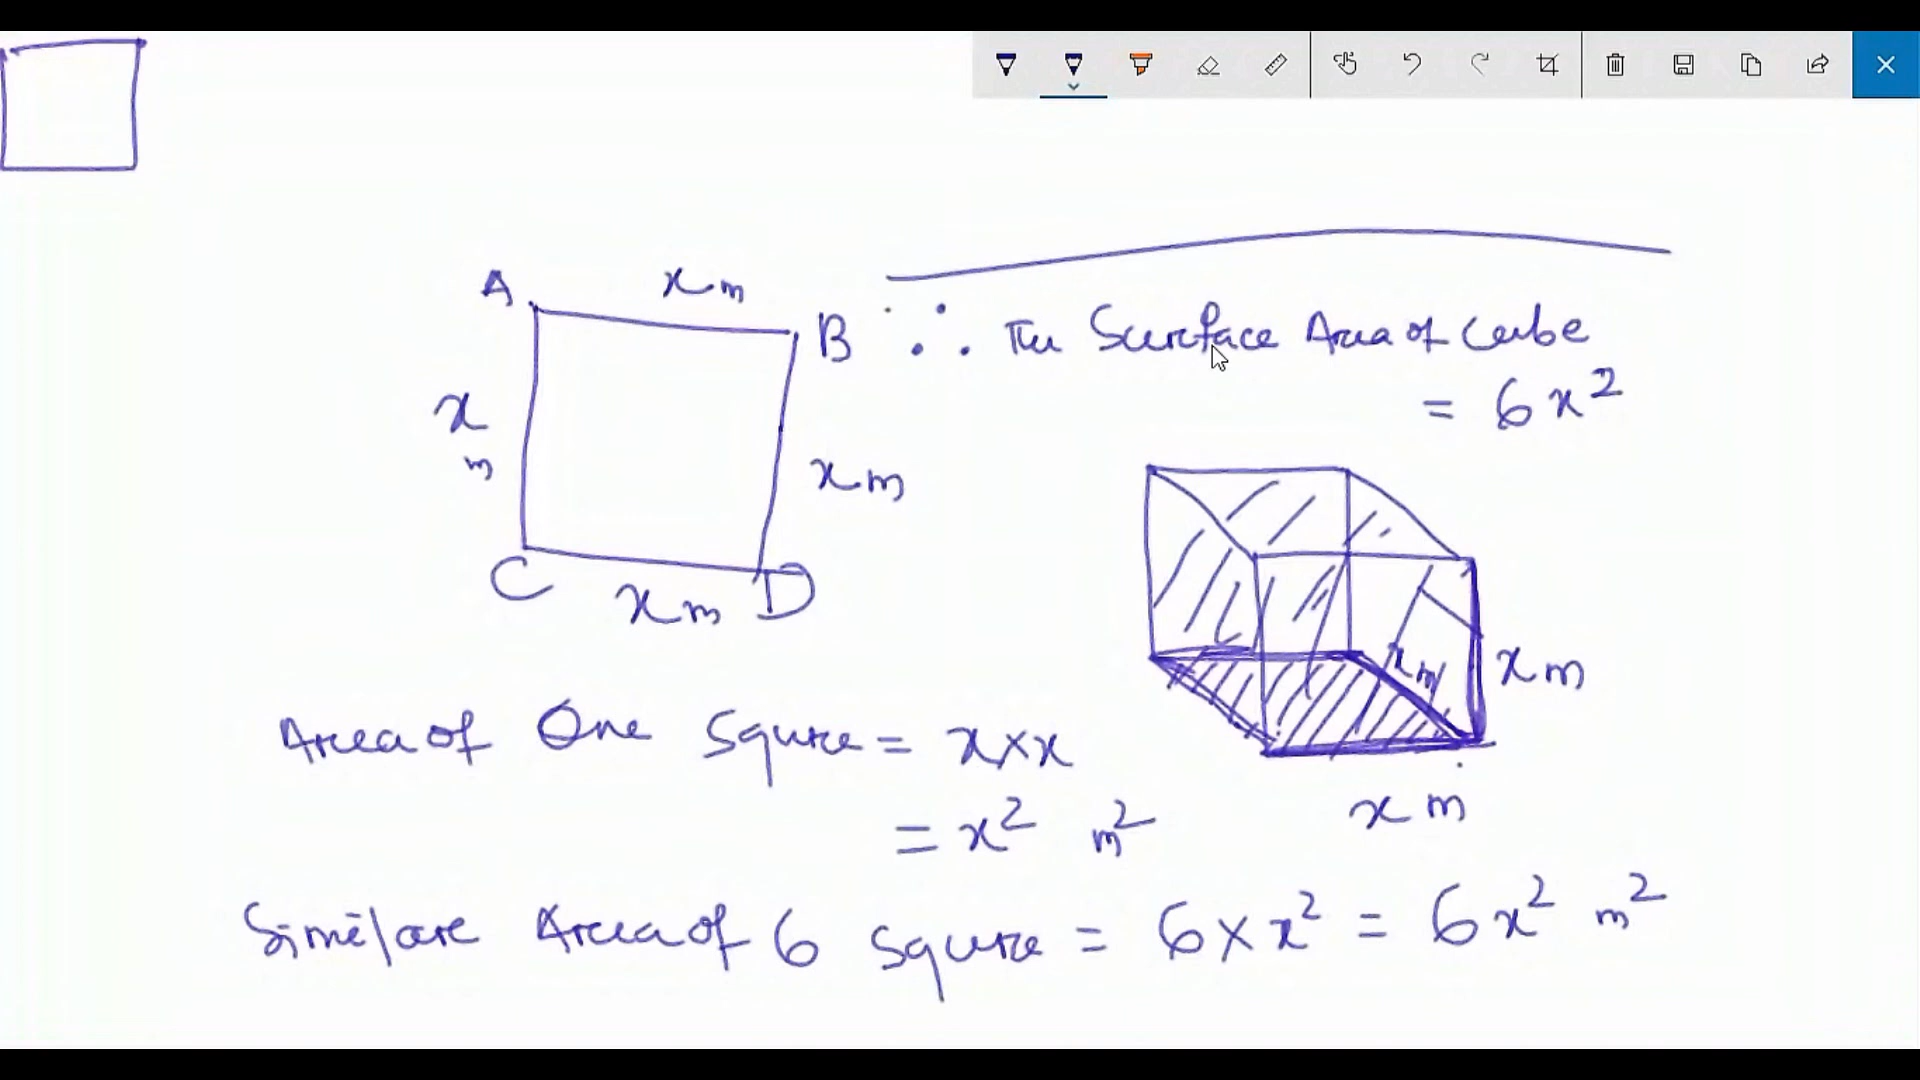 A x m B
x m
x m
C x m D
∴ The Surface Area of Cube
= 6x²
x m
x m
x m
Area of One Squre = x×x
= x² m²
Similare Area of 6 Squre = 6×x² = 6x² m²